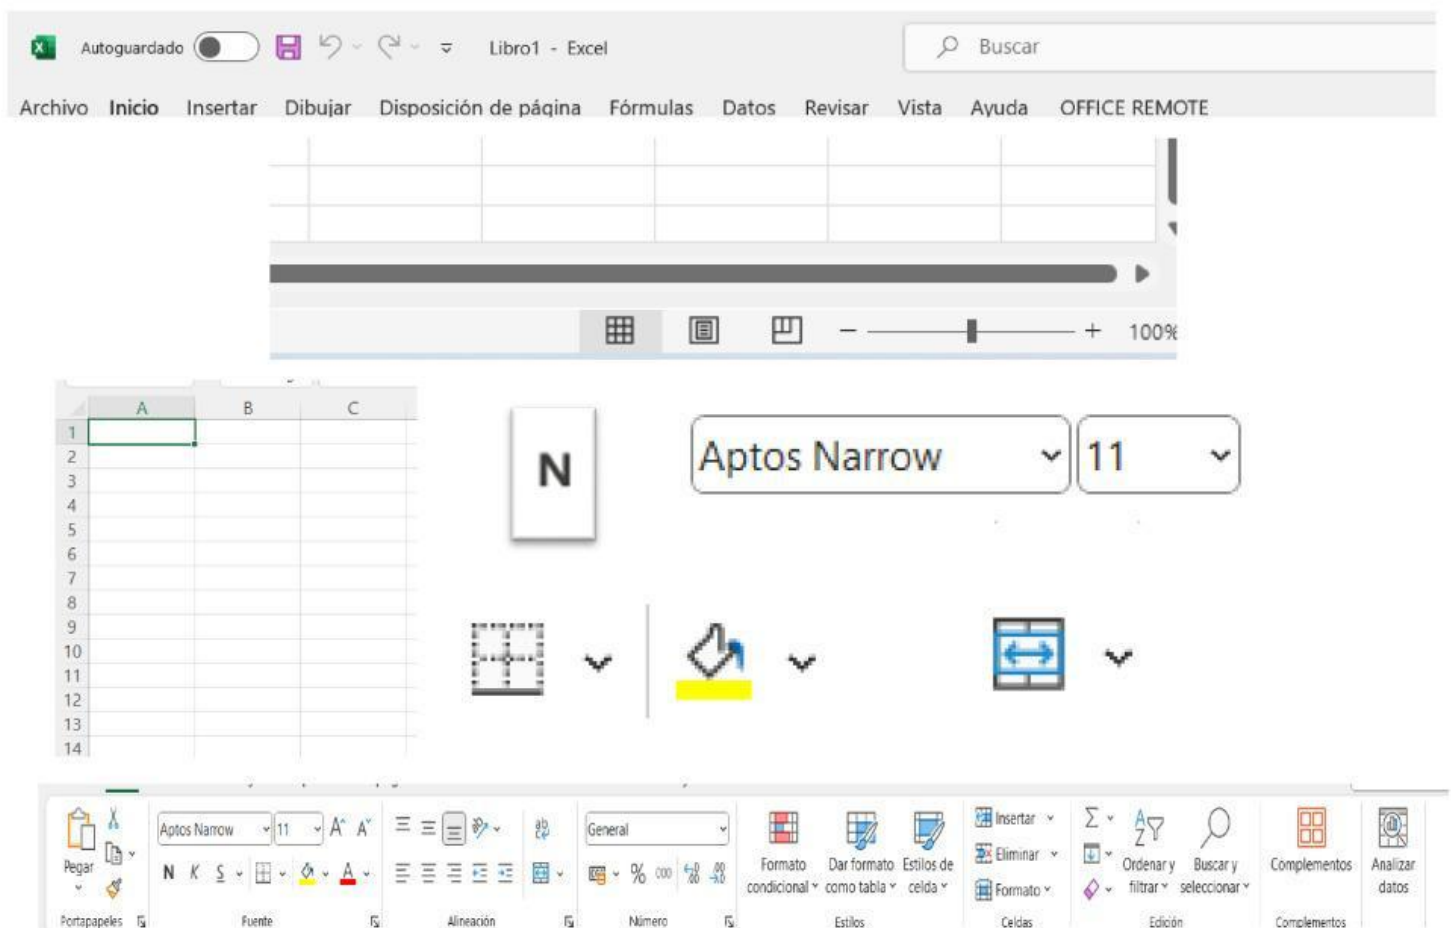 Autoguardado Libro1 - Excel Buscar
Archivo Inicio Insertar Dibujar Disposición de página Fórmulas Datos Revisar Vista Ayuda OFFICE REMOTE
100%
A B C
1
2
3
4
5
6
7
8
9
10
11
12
13
14
N
Aptos Narrow 11
Aptos Narrow 11 A A General Insertar
Pegar N K S A % 000 Formato condicional Dar formato como tabla Estilos de celda Eliminar Ordenar y filtrar Buscar y seleccionar Complementos Analizar datos
Formato
Portapapeles Fuente Alineación Número Estilos Celdas Edición Complementos